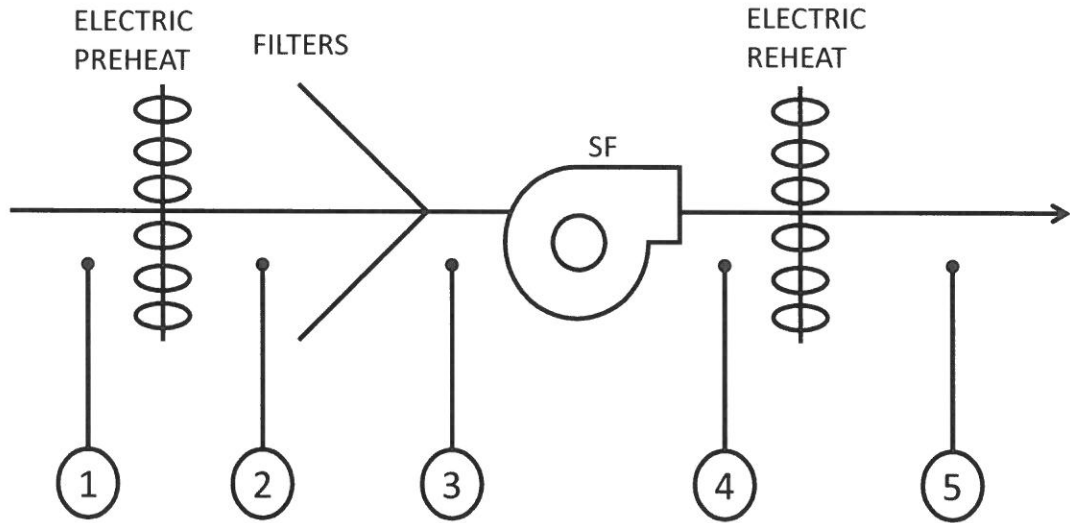 ELECTRIC
PREHEAT
FILTERS
SF
ELECTRIC
REHEAT
1
2
3
4
5